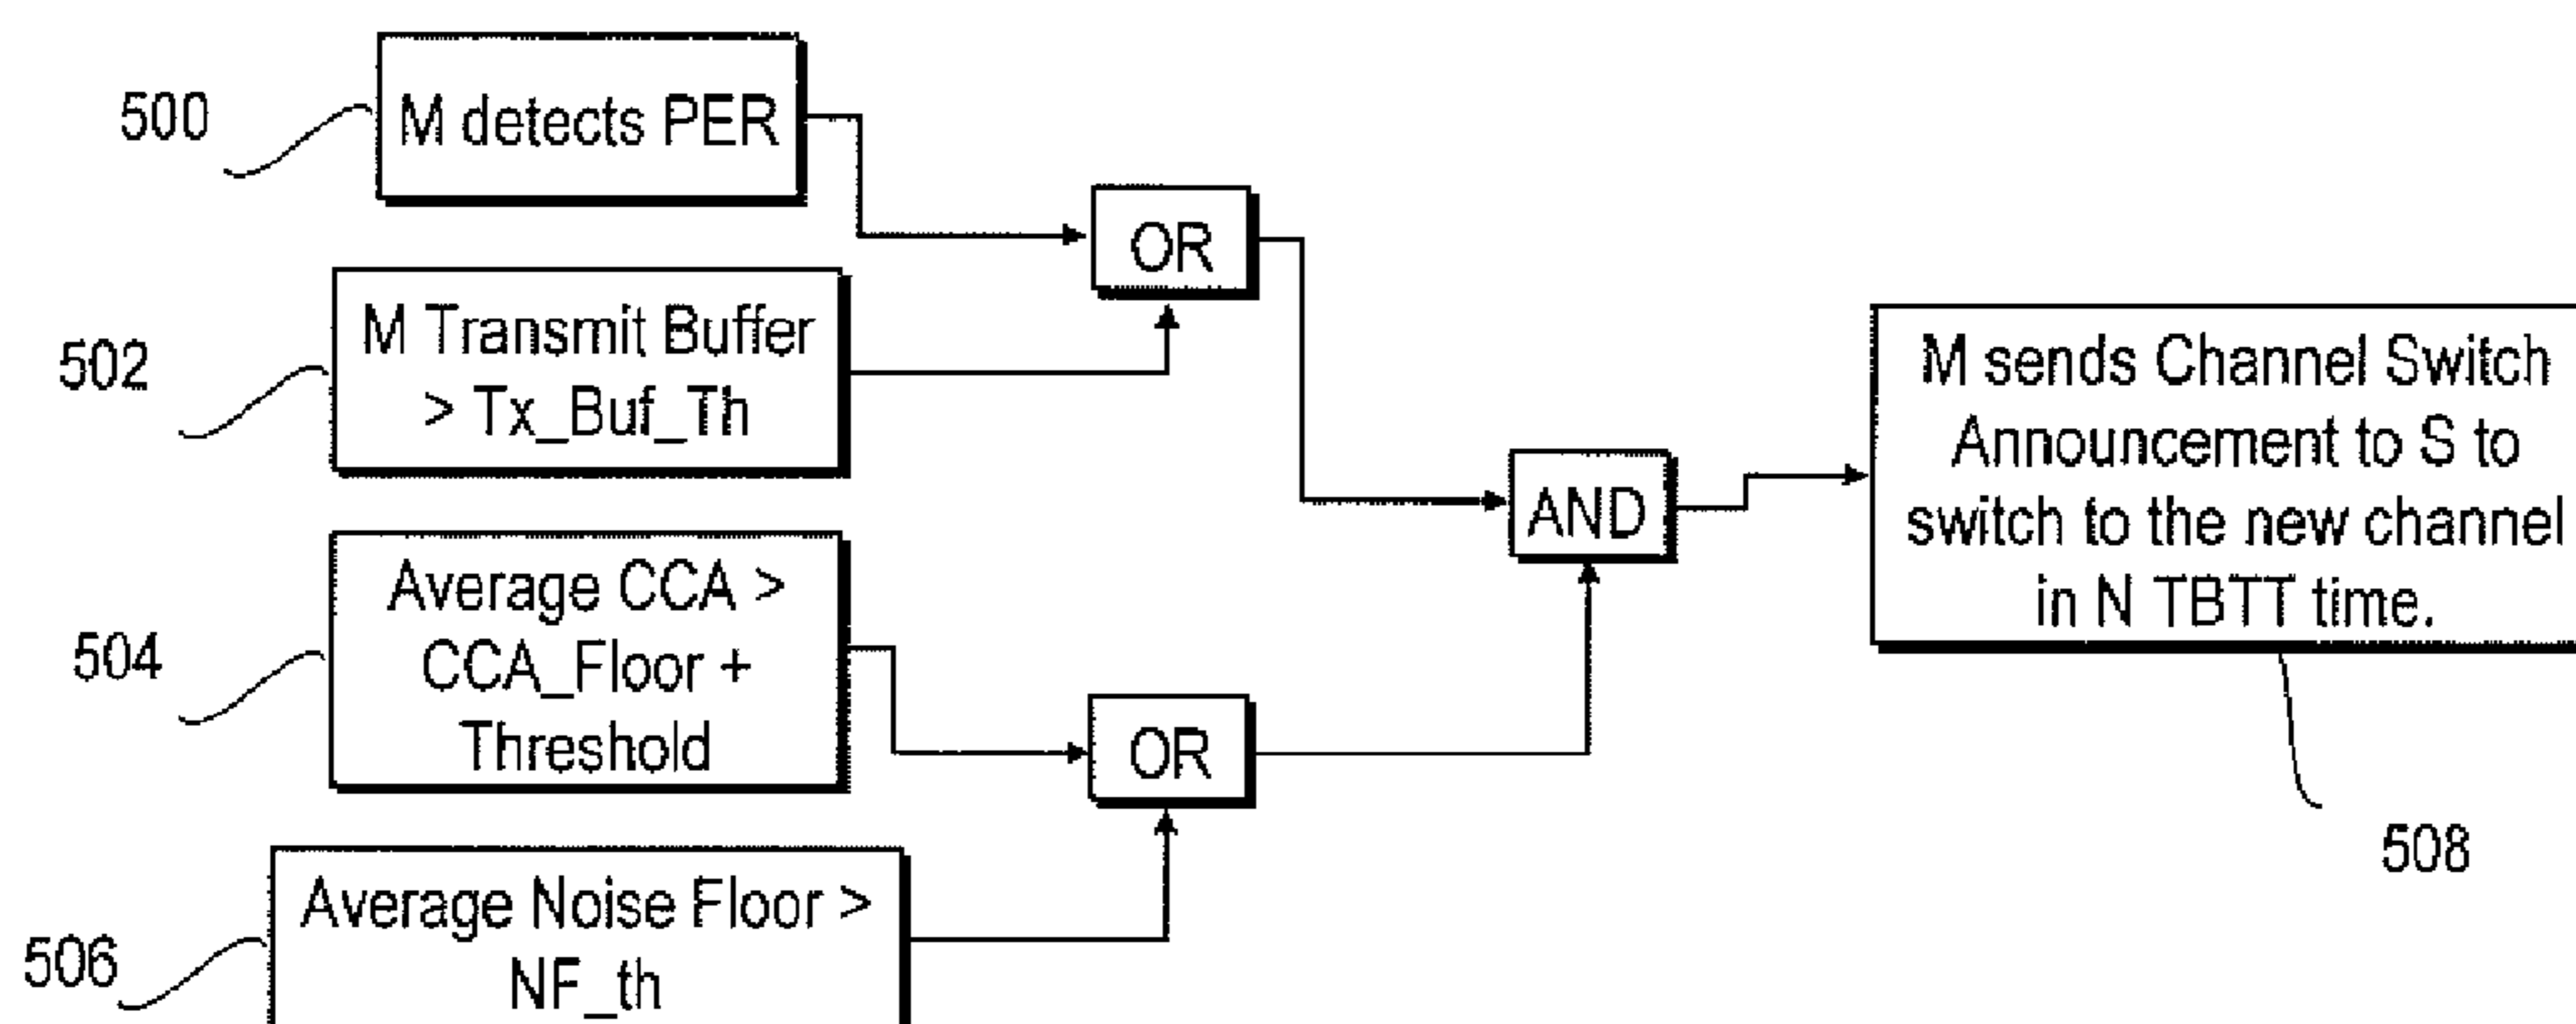 500
M detects PER
OR
502
M Transmit Buffer
> Tx_Buf_Th
504
Average CCA >
CCA_Floor +
Threshold
OR
506
Average Noise Floor >
NF_th
AND
M sends Channel Switch
Announcement to S to
switch to the new channel
in N TBTT time.
508